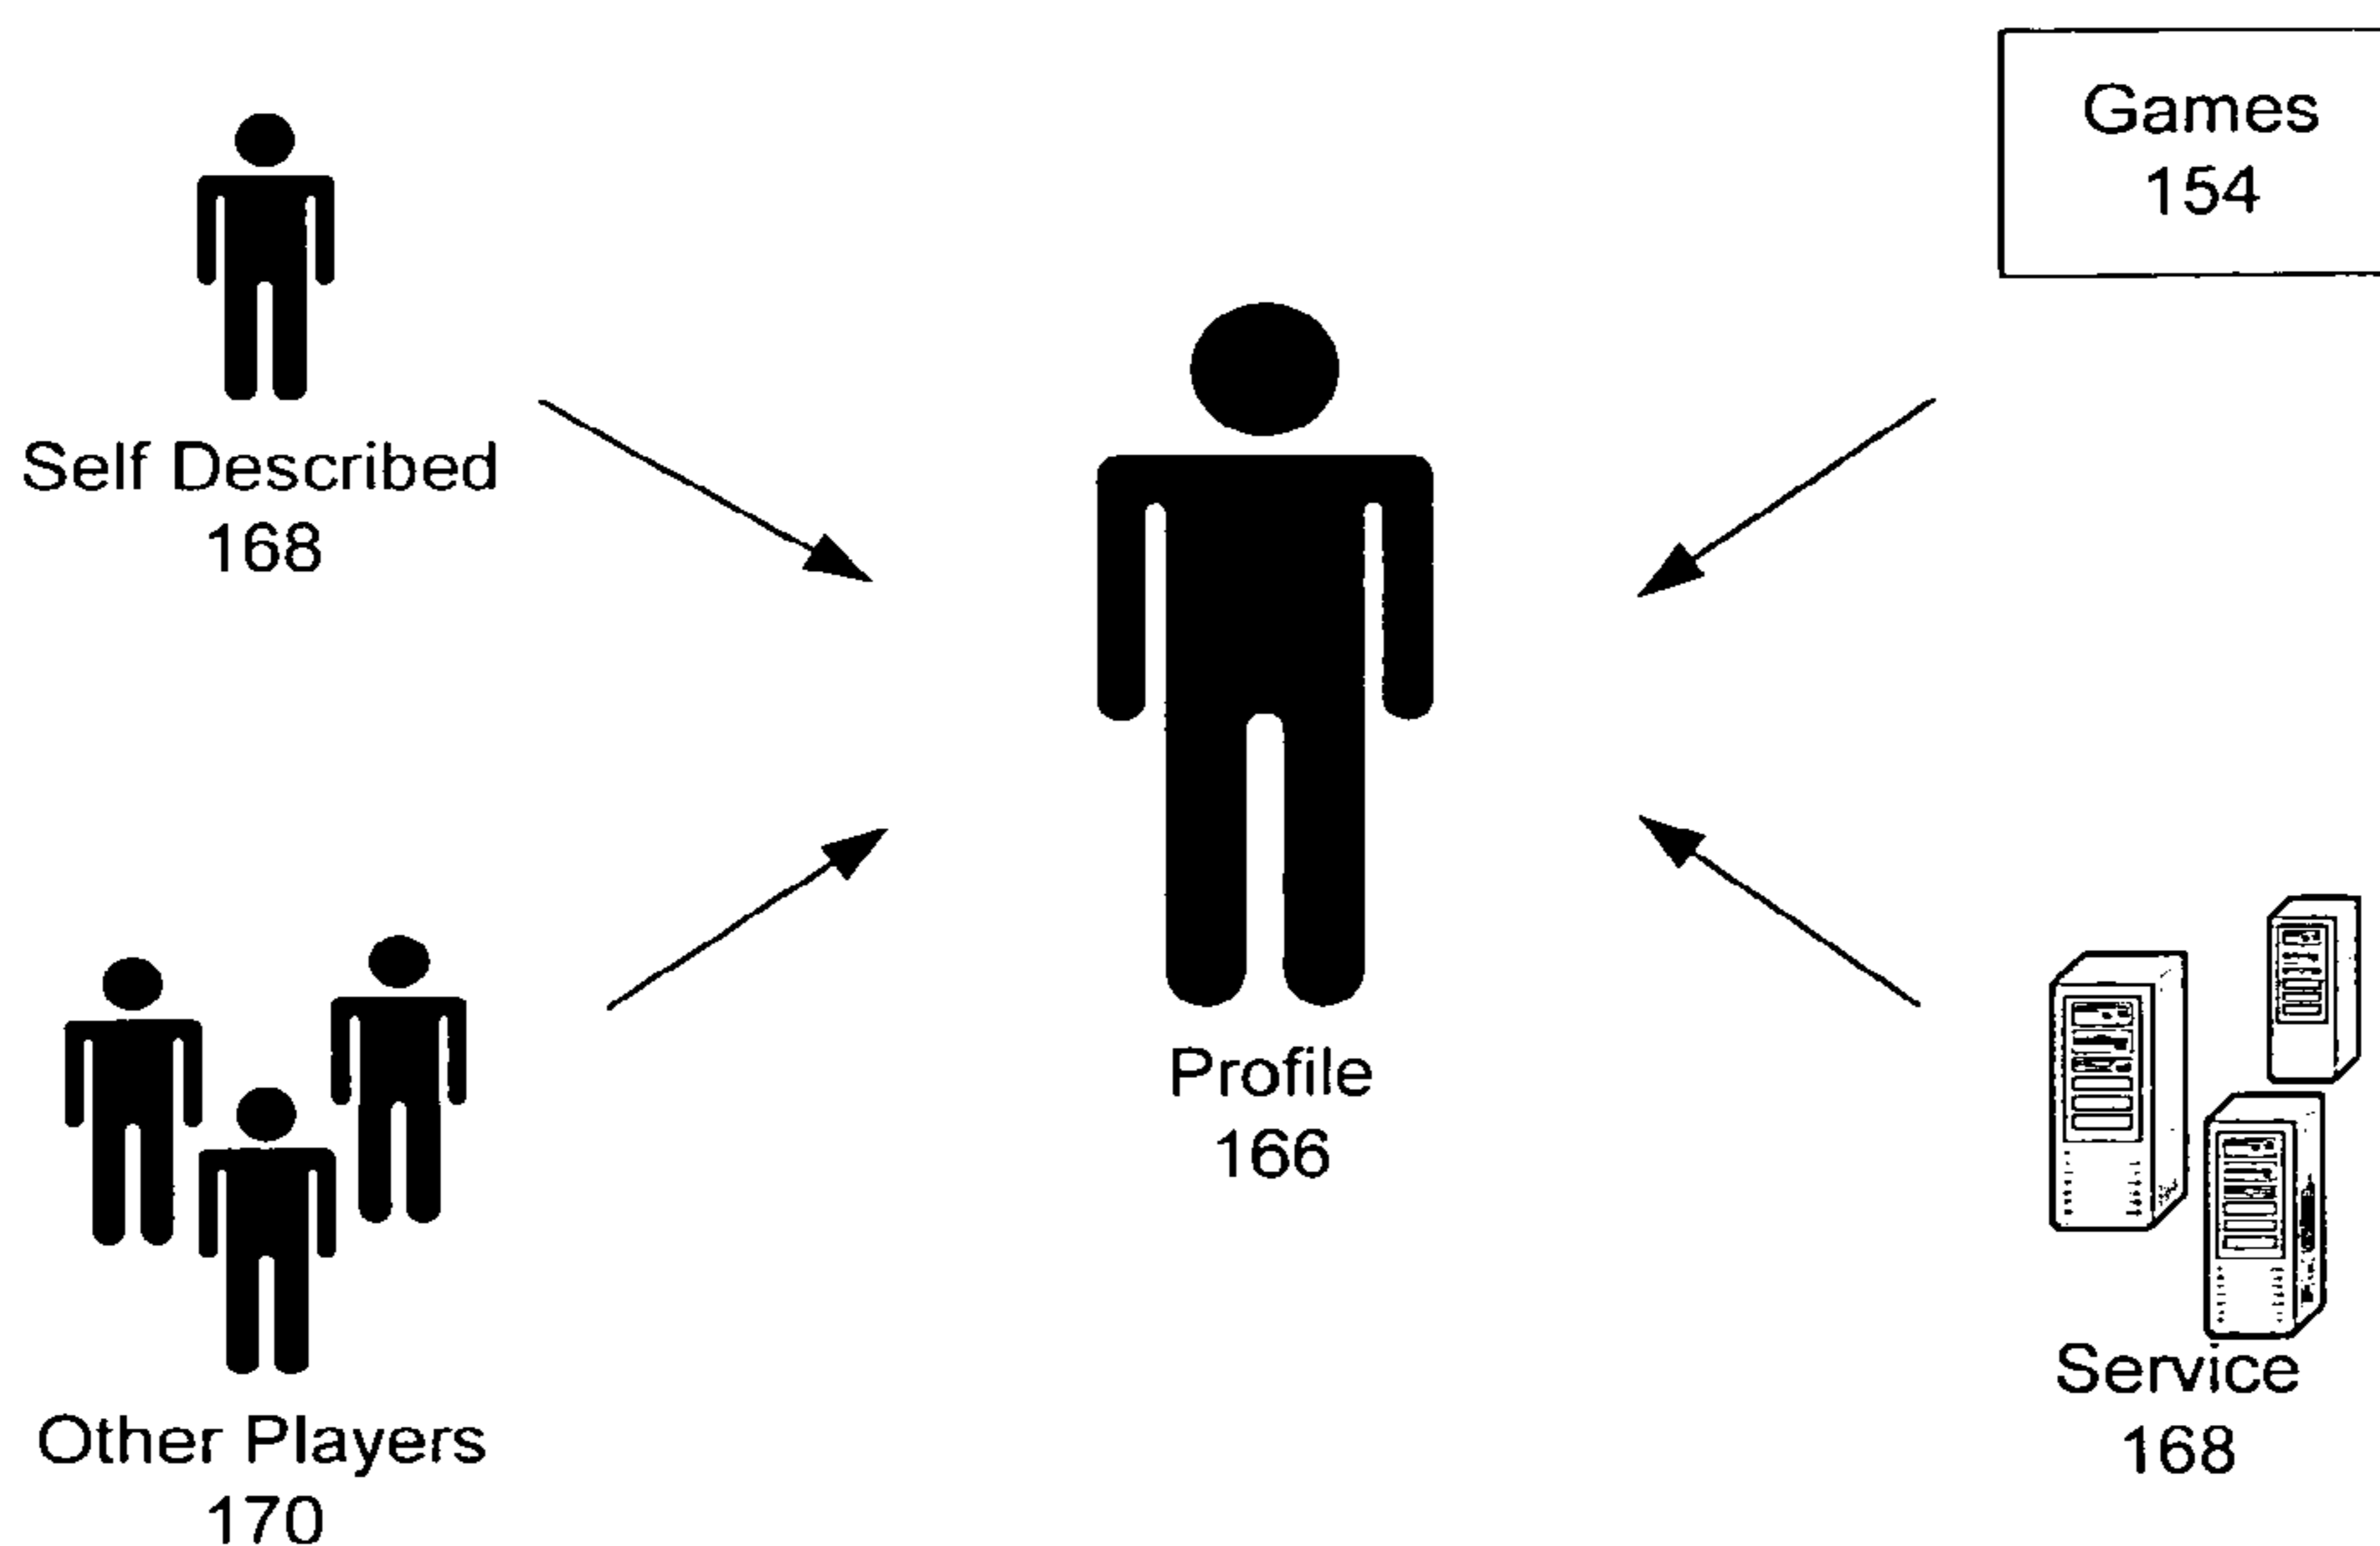 Games
154
Self Described
168
Profile
166
Service
168
Other Players
170